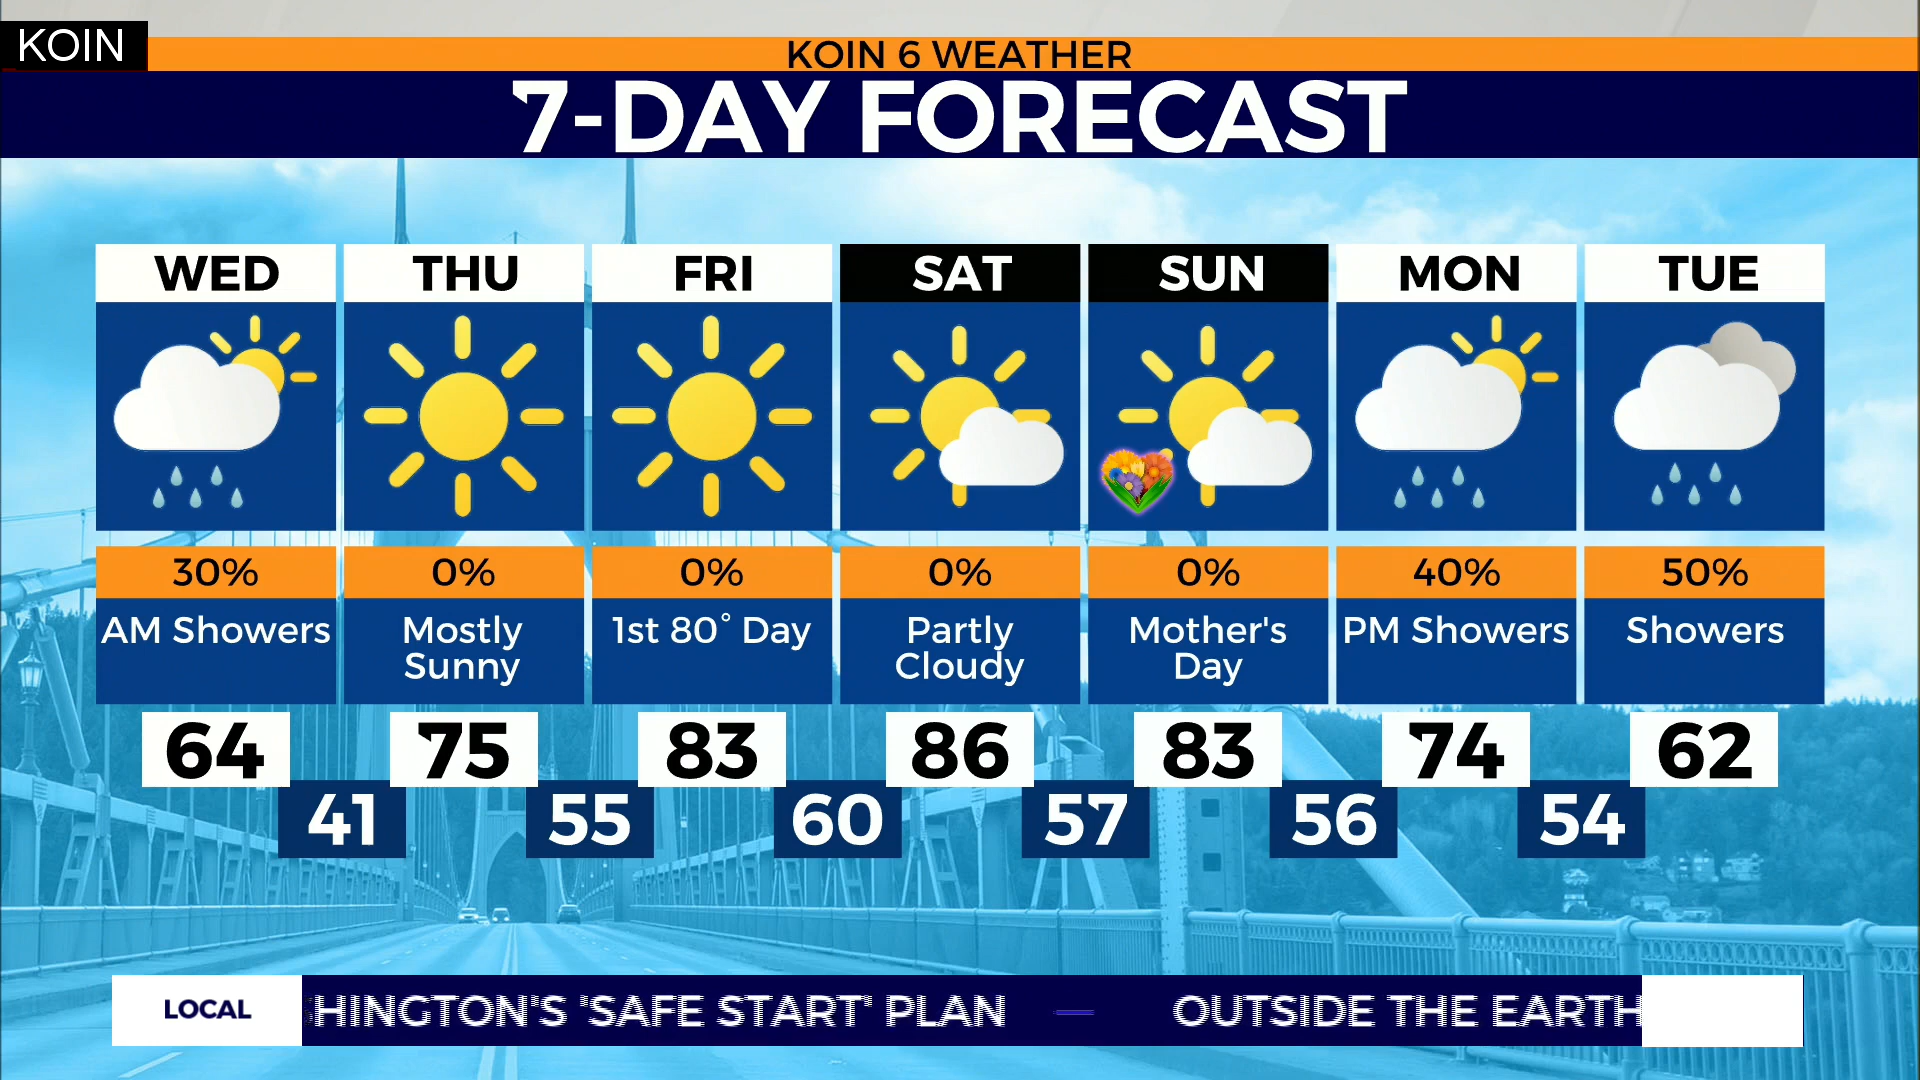 KOIN
KOIN 6 WEATHER
7-DAY FORECAST
WED THU FRI SAT SUN MON TUE
30% 0% 0% 0% 0% 40% 50%
AM Showers
Mostly
Sunny
1st 80° Day
Partly
Cloudy
Mother's
Day
PM Showers
Showers
64 75 83 86 83 74 62
41 55 60 57 56 54
LOCAL
HINGTON'S 'SAFE START' PLAN — OUTSIDE THE EARTH